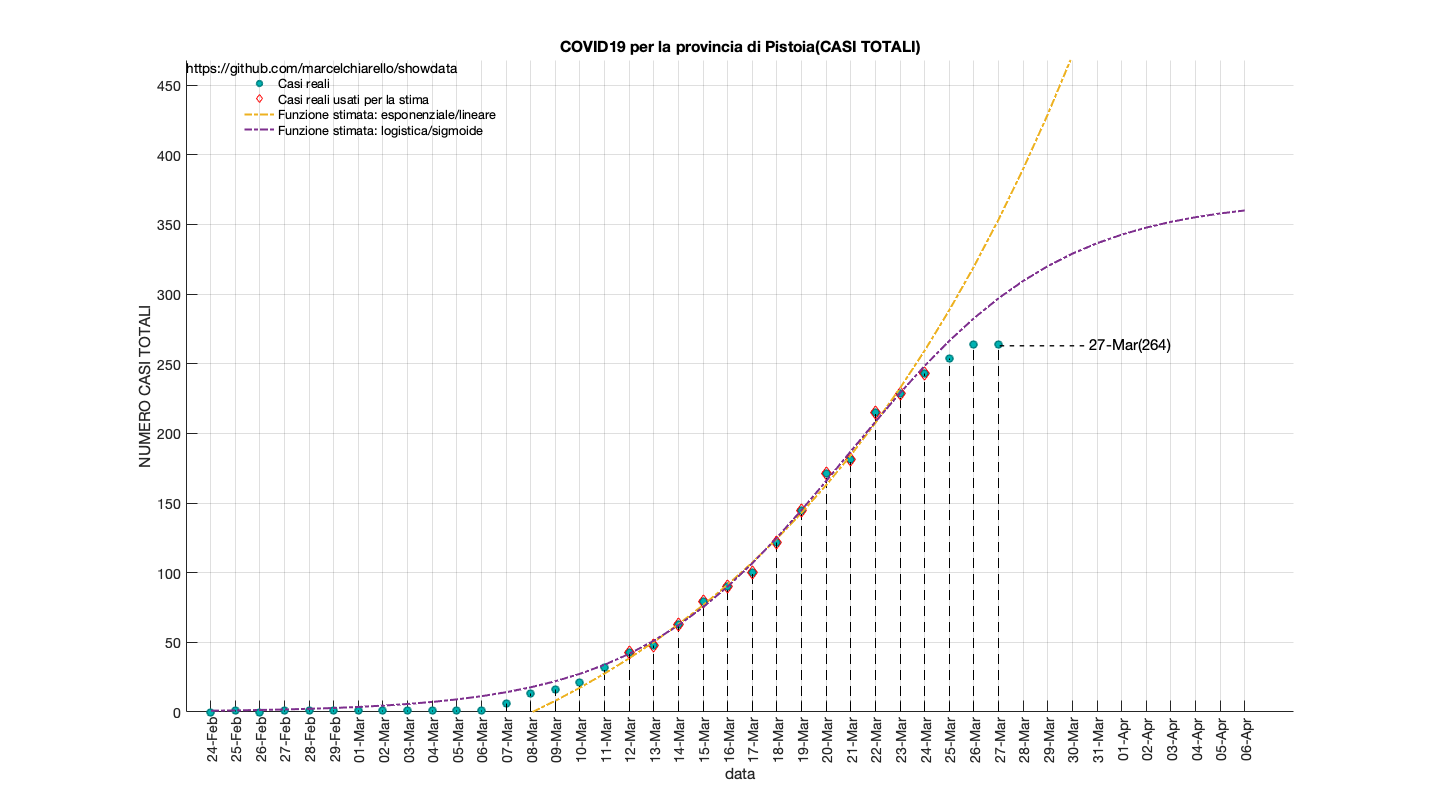 COVID19 per la provincia di Pistoia(CASI TOTALI)
https://github.com/marcelchiarello/showdata
Casi reali
Casi reali usati per la stima
Funzione stimata: esponenziale/lineare
Funzione stimata: logistica/sigmoide
NUMERO CASI TOTALI
450
400
350
300
250
200
150
100
50
0
27-Mar(264)
24-Feb
25-Feb
26-Feb
27-Feb
28-Feb
29-Feb
01-Mar
02-Mar
03-Mar
04-Mar
05-Mar
06-Mar
07-Mar
08-Mar
09-Mar
10-Mar
11-Mar
12-Mar
13-Mar
14-Mar
15-Mar
16-Mar
17-Mar
18-Mar
19-Mar
20-Mar
21-Mar
22-Mar
23-Mar
24-Mar
25-Mar
26-Mar
27-Mar
28-Mar
29-Mar
30-Mar
31-Mar
01-Apr
02-Apr
03-Apr
04-Apr
05-Apr
06-Apr
data